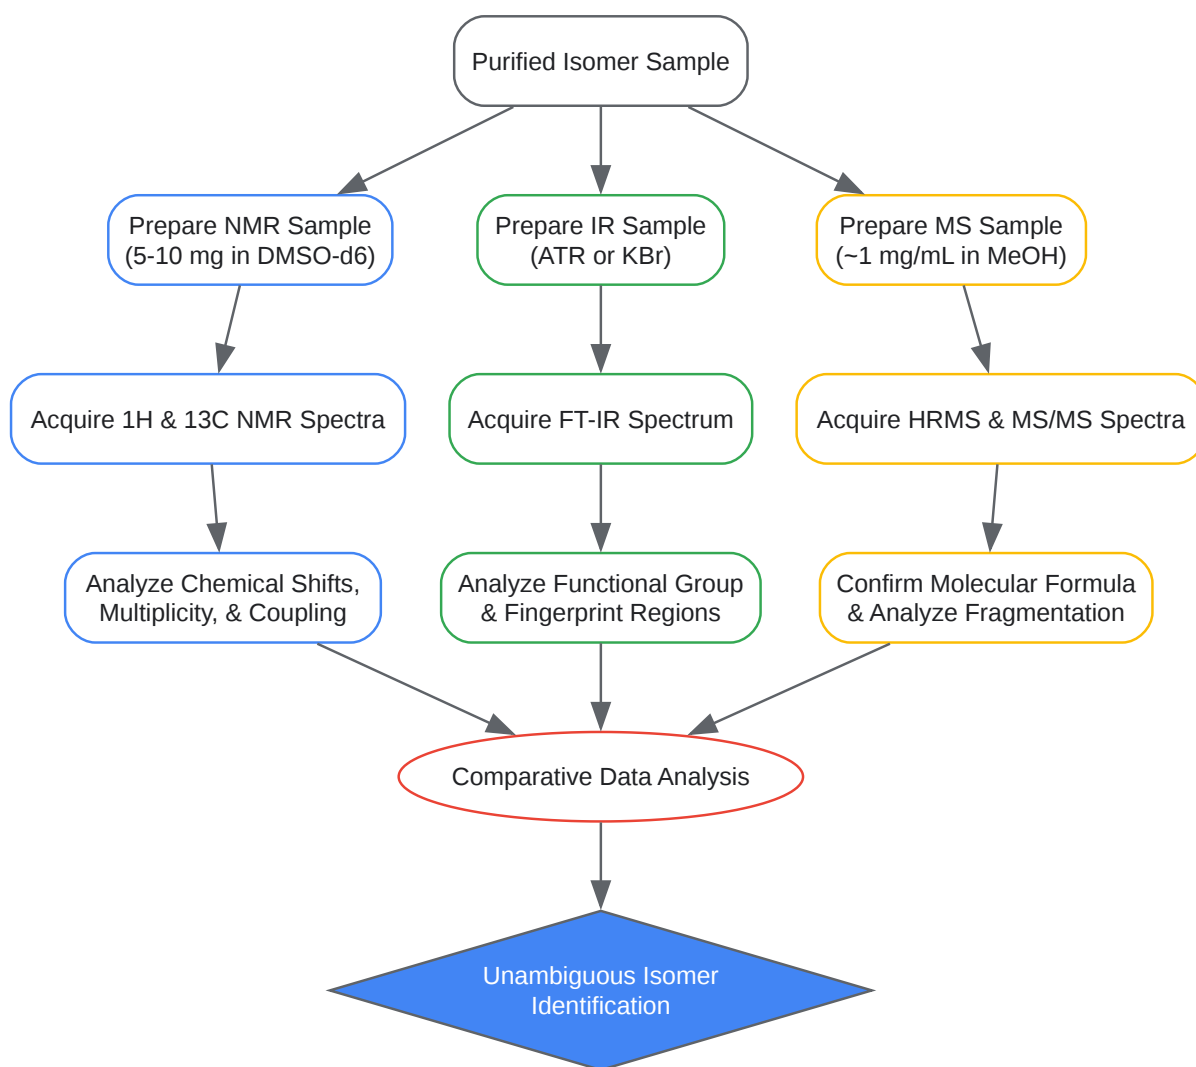 Purified Isomer Sample
Prepare NMR Sample
(5-10 mg in DMSO-d6)
Prepare IR Sample
(ATR or KBr)
Prepare MS Sample
(~1 mg/mL in MeOH)
Acquire 1H & 13C NMR Spectra
Acquire FT-IR Spectrum
Acquire HRMS & MS/MS Spectra
Analyze Chemical Shifts,
Multiplicity, & Coupling
Analyze Functional Group
& Fingerprint Regions
Confirm Molecular Formula
& Analyze Fragmentation
Comparative Data Analysis
Unambiguous Isomer
Identification